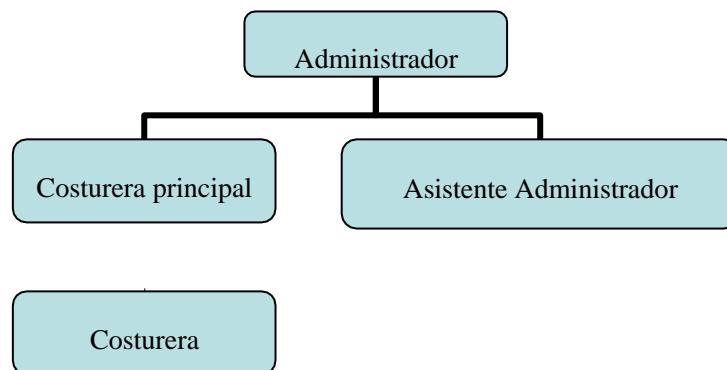 Administrador
Costurera principal
Asistente Administrador
Costurera